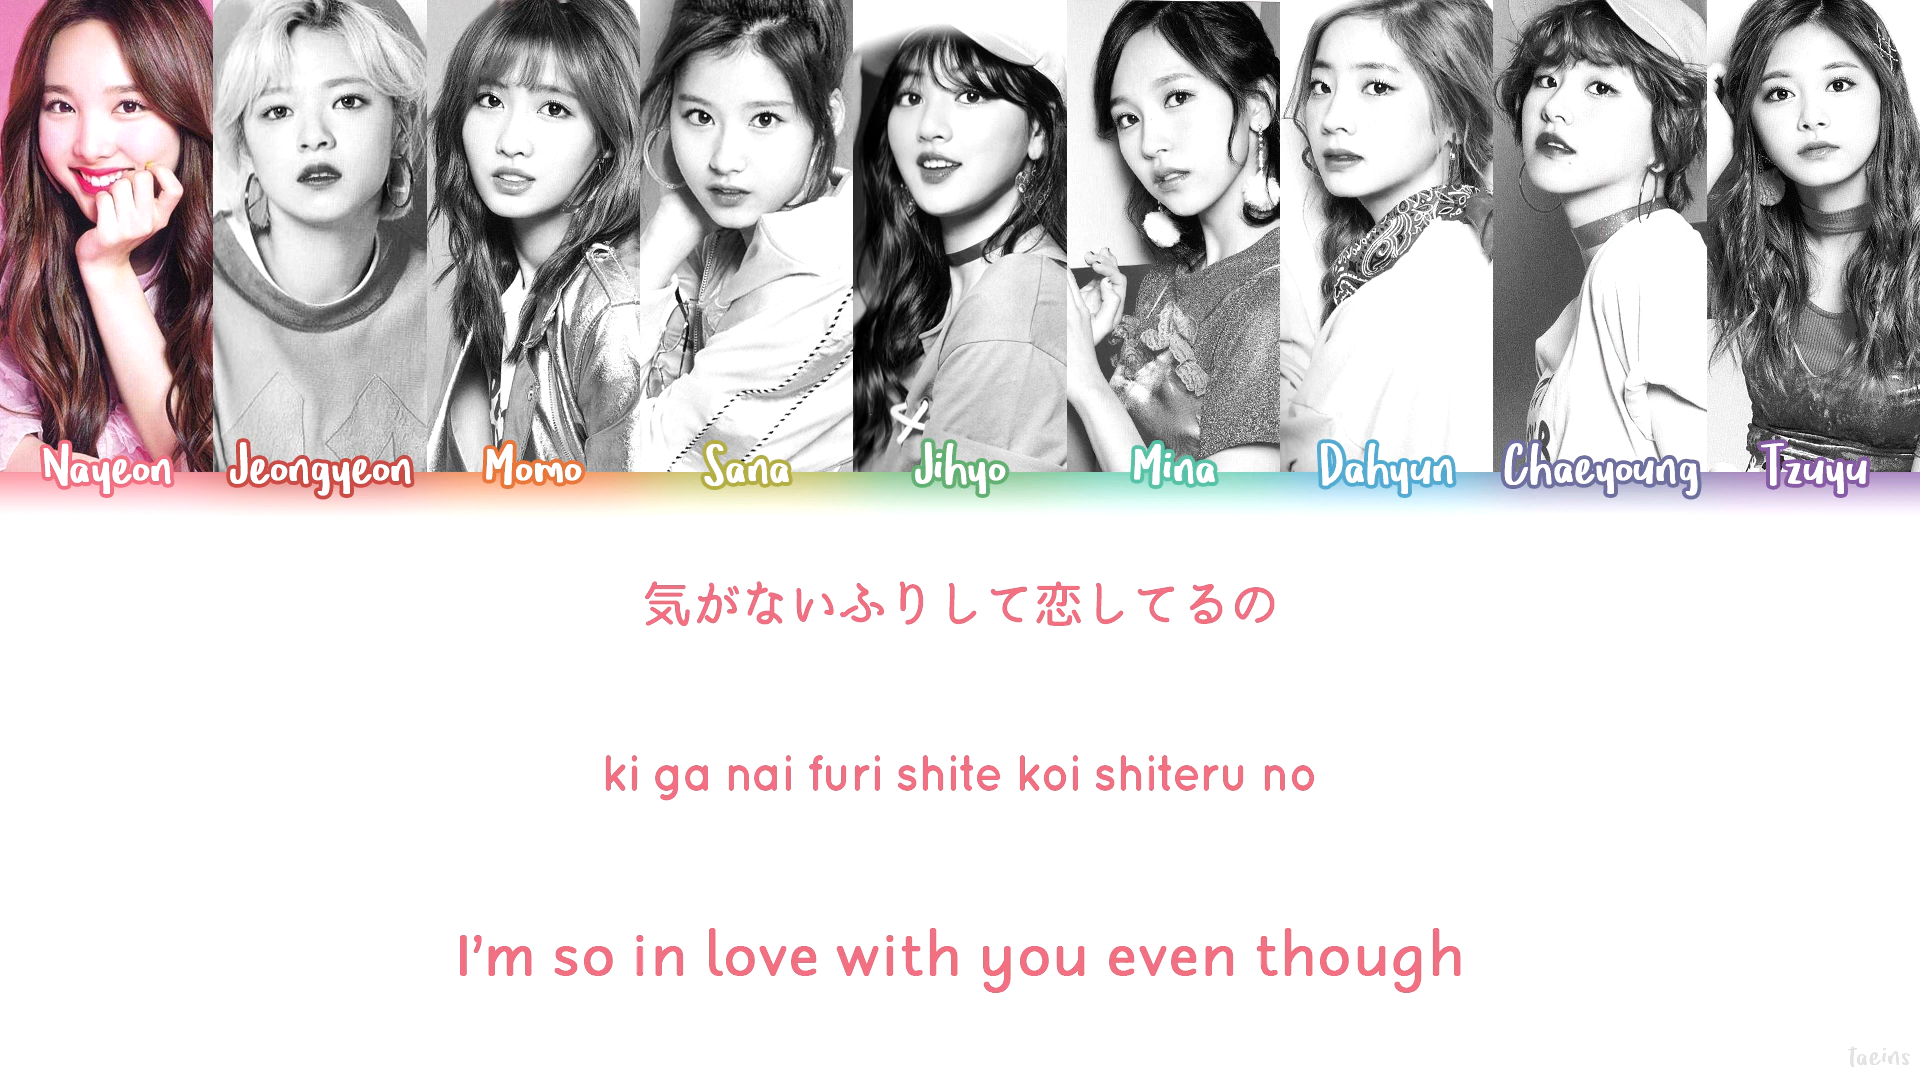 Nayeon Jeongyeon Momo Sana Jihyo Mina Dahyun Chaeyoung Tzuyu
気がないふりして恋してるの
ki ga nai furi shite koi shiteru no
I'm so in love with you even though
taeins